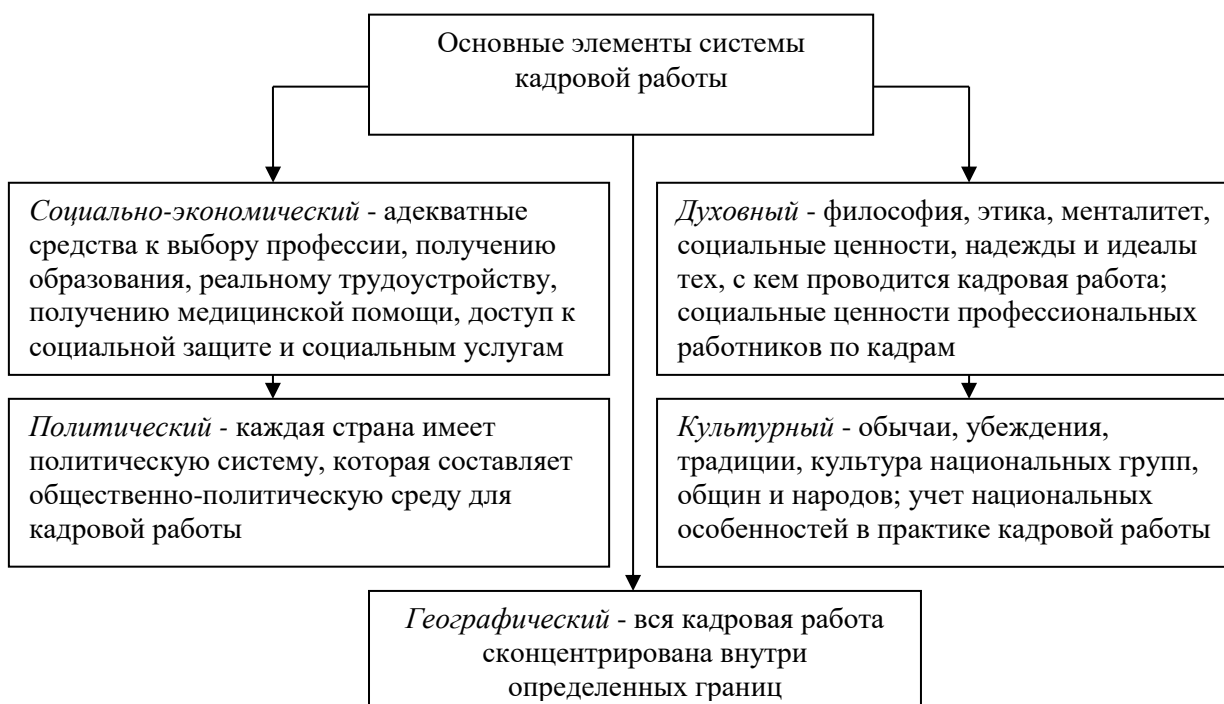 Основные элементы системы
кадровой работы
Социально-экономический - адекватные
средства к выбору профессии, получению
образования, реальному трудоустройству,
получению медицинской помощи, доступ к
социальной защите и социальным услугам
Духовный - философия, этика, менталитет,
социальные ценности, надежды и идеалы
тех, с кем проводится кадровая работа;
социальные ценности профессиональных
работников по кадрам
Политический - каждая страна имеет
политическую систему, которая составляет
общественно-политическую среду для
кадровой работы
Культурный - обычаи, убеждения,
традиции, культура национальных групп,
общин и народов; учет национальных
особенностей в практике кадровой работы
Географический - вся кадровая работа
сконцентрирована внутри
определенных границ